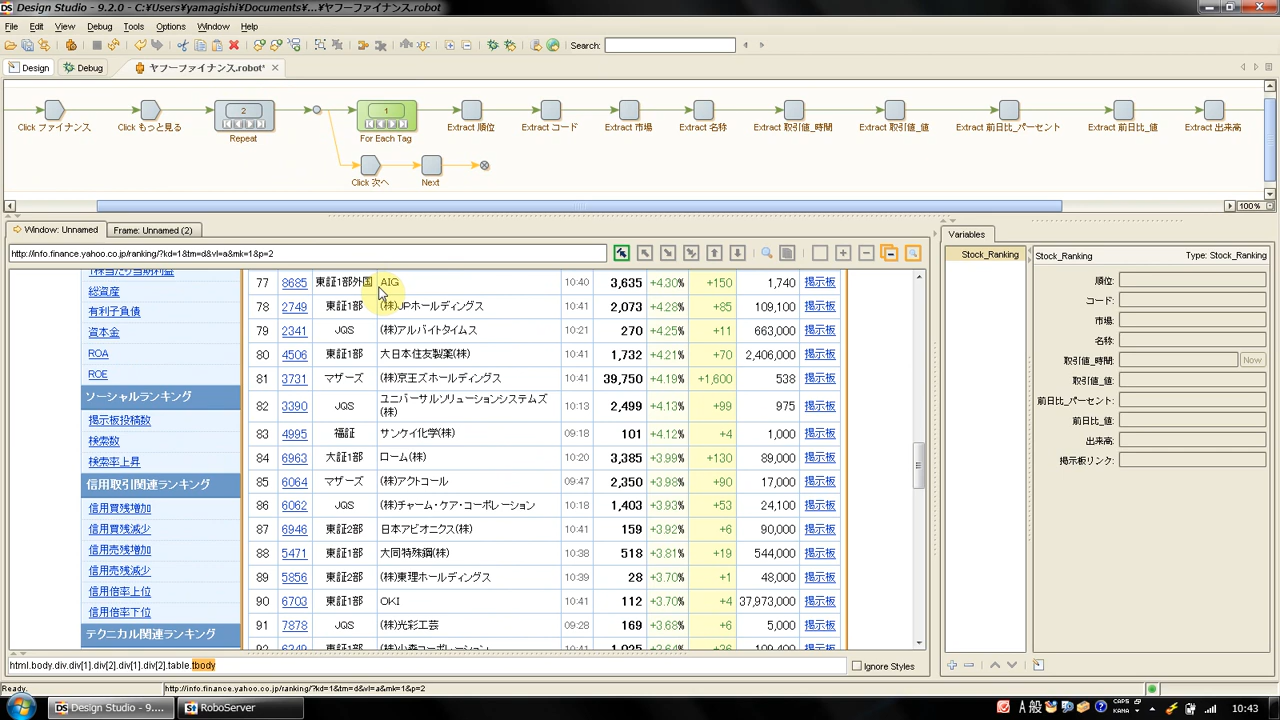 Design Studio - 9.2.0 - C:¥Users¥yamagishi¥Documents¥...¥ヤフーファイナンス.robot
File Edit View Debug Tools Options Window Help
Search:
Design Debug ヤフーファイナンス.robot*
2 1
Click ファイナンス Click もっと見る Repeat For Each Tag Extract 順位 Extract コード Extract 市場 Extract 名称 Extract 取引値_時間 Extract 取引値_値 Extract 前日比_パーセント Extract 前日比_値 Extract 出来高
Click 次へ Next
100%
Window: Unnamed Frame: Unnamed (2)
http://info.finance.yahoo.co.jp/ranking/?kd=1&tm=d&vl=a&mk=1&p=2
1株当たり当期利益
総資産
有利子負債
資本金
ROA
ROE
ソーシャルランキング
掲示板投稿数
検索数
検索率上昇
信用取引関連ランキング
信用買残増加
信用買残減少
信用売残増加
信用売残減少
信用倍率上位
信用倍率下位
テクニカル関連ランキング
77 8685 東証1部外国 AIG 10:40 3,635 +4.30% +150 1,740 掲示板
78 2749 東証1部 (株)JPホールディングス 10:41 2,073 +4.28% +85 109,100 掲示板
79 2341 JQS (株)アルバイトタイムス 10:21 270 +4.25% +11 663,000 掲示板
80 4506 東証1部 大日本住友製薬(株) 10:41 1,732 +4.21% +70 2,406,000 掲示板
81 3731 マザーズ (株)京王ズホールディングス 10:41 39,750 +4.19% +1,600 538 掲示板
82 3390 JQS ユニバーサルソリューションシステムズ(株) 10:13 2,499 +4.13% +99 975 掲示板
83 4995 福証 サンケイ化学(株) 09:18 101 +4.12% +4 1,000 掲示板
84 6963 大証1部 ローム(株) 10:41 3,385 +3.99% +130 89,000 掲示板
85 6064 マザーズ (株)アクトコール 09:47 2,350 +3.98% +90 17,000 掲示板
86 6062 JQS (株)チャーム・ケア・コーポレーション 10:18 1,403 +3.93% +53 24,100 掲示板
87 6946 東証2部 日本アビオニクス(株) 10:41 159 +3.92% +6 90,000 掲示板
88 5471 東証1部 大同特殊鋼(株) 10:38 518 +3.81% +19 544,000 掲示板
89 5856 東証2部 (株)東理ホールディングス 10:39 28 +3.70% +1 48,000 掲示板
90 6703 東証1部 OKI 10:41 112 +3.70% +4 37,973,000 掲示板
91 7878 JQS (株)光彩工芸 09:28 169 +3.68% +6 5,000 掲示板
Variables
Stock_Ranking
Stock_Ranking Type: Stock_Ranking
順位:
コード:
市場:
名称:
取引値_時間: Now
取引値_値:
前日比_パーセント:
前日比_値:
出来高:
掲示板リンク:
html.body.div.div[1].div[2].div[1].div[2].table.tbody Ignore Styles
Ready. http://info.finance.yahoo.co.jp/ranking/?kd=1&tm=d&vl=a&mk=1&p=2
Design Studio - 9.2.0 - ... RoboServer A 般 CAPS KANA 10:43